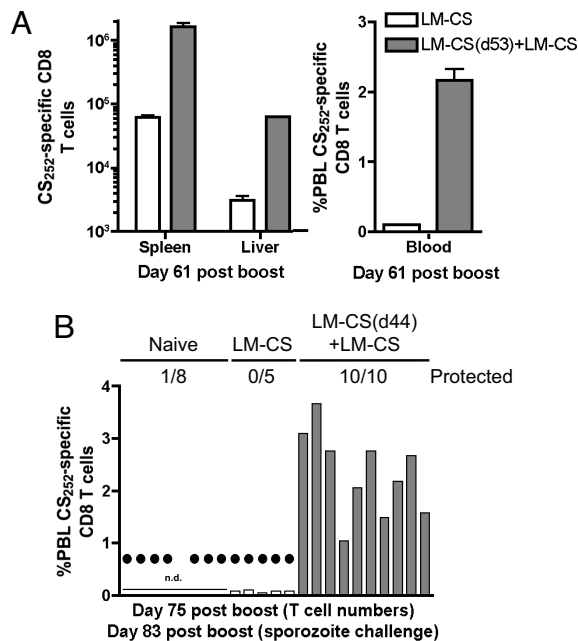 A
LM-CS
LM-CS(d53)+LM-CS
CS252-specific CD8
T cells
10^6
10^5
10^4
10^3
Spleen
Liver
Day 61 post boost
%PBL CS252-specific
CD8 T cells
3
2
1
0
Blood
Day 61 post boost
B
Naive
LM-CS
LM-CS(d44)
+LM-CS
1/8
0/5
10/10
Protected
%PBL CS252-specific
CD8 T cells
4
3
2
1
0
n.d.
Day 75 post boost (T cell numbers)
Day 83 post boost (sporozoite challenge)